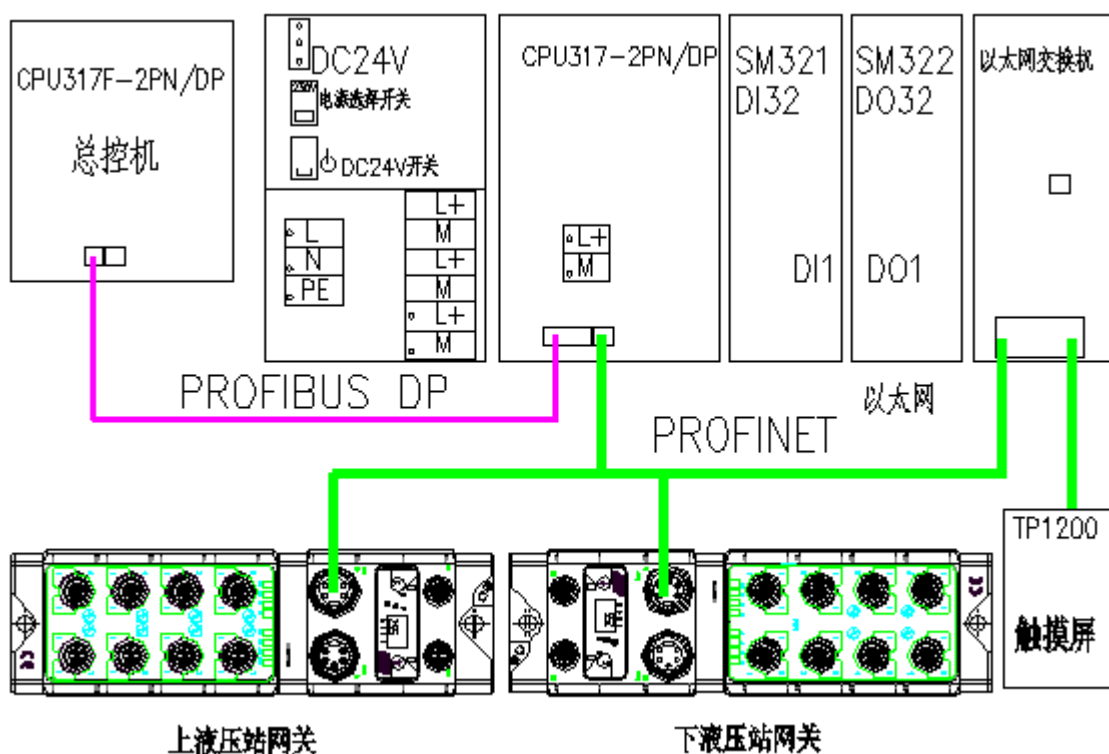 CPU317F-2PN/DP
总控机
DC24V
230V
电源选择开关
DC24V开关
L+
M
L+
M
L+
M
L
N
PE
CPU317-2PN/DP
L+
M
SM321
DI32
DI1
SM322
DO32
DO1
以太网交换机
PROFIBUS DP
以太网
PROFINET
TP1200
触摸屏
上液压站网关
下液压站网关